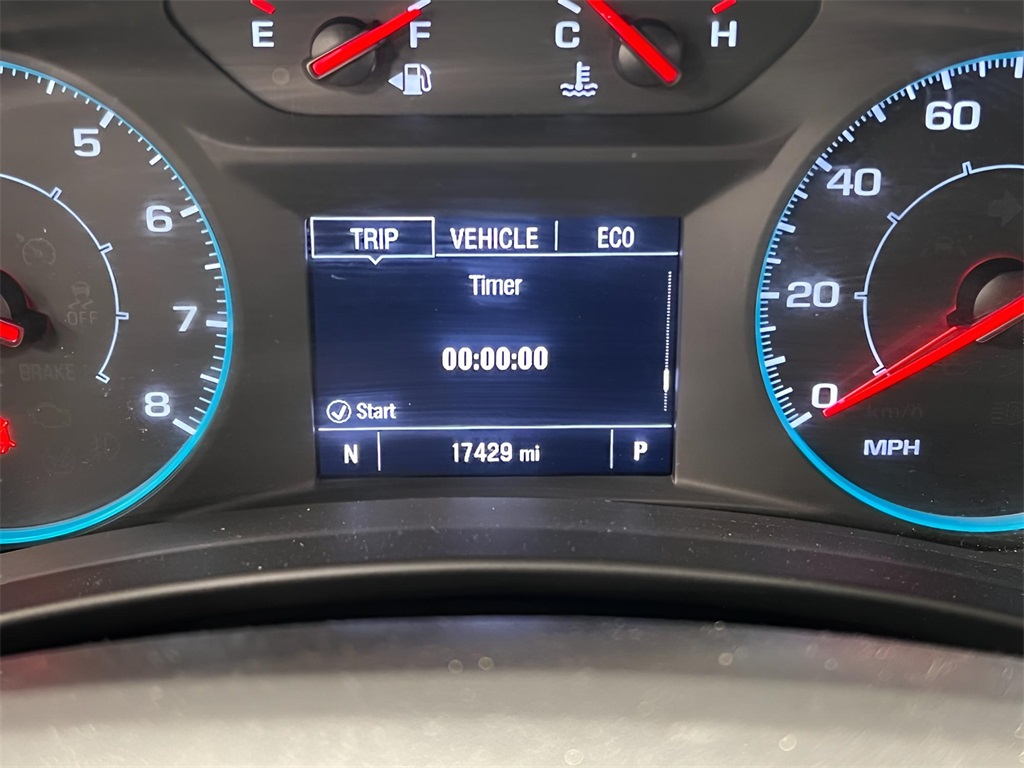 E F C H
5
6
7
8
OFF
BRAKE
TRIP VEHICLE ECO
Timer
00:00:00
Start
N 17429 mi P
60
40
20
0
km/h
MPH